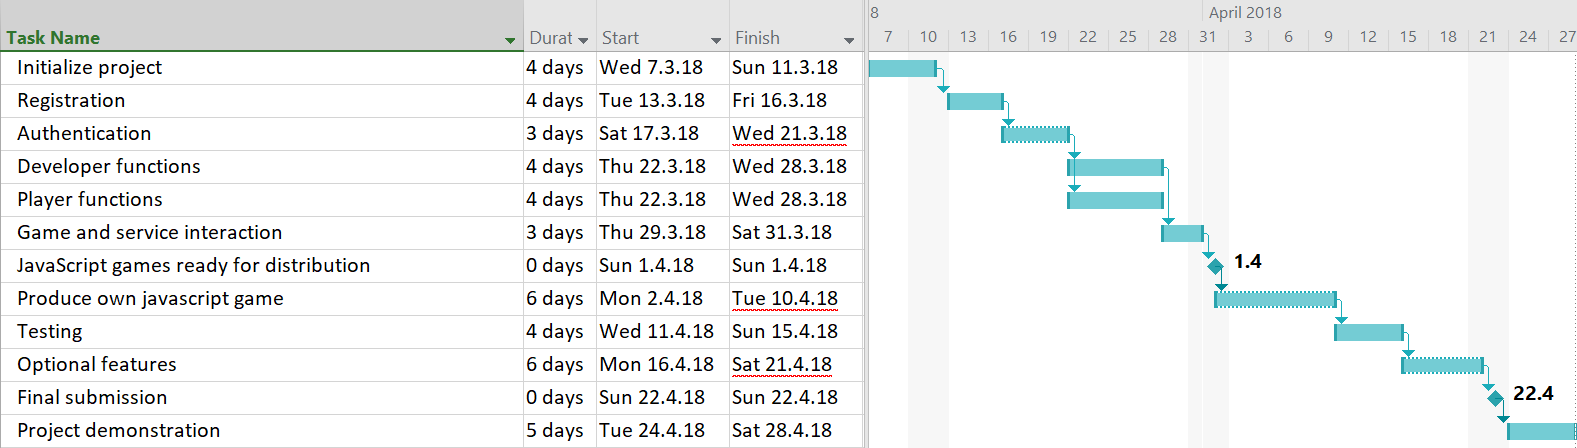 8 April 2018
Task Name Durat Start Finish 7 10 13 16 19 22 25 28 31 3 6 9 12 15 18 21 24 27
Initialize project 4 days Wed 7.3.18 Sun 11.3.18
Registration 4 days Tue 13.3.18 Fri 16.3.18
Authentication 3 days Sat 17.3.18 Wed 21.3.18
Developer functions 4 days Thu 22.3.18 Wed 28.3.18
Player functions 4 days Thu 22.3.18 Wed 28.3.18
Game and service interaction 3 days Thu 29.3.18 Sat 31.3.18
JavaScript games ready for distribution 0 days Sun 1.4.18 Sun 1.4.18 1.4
Produce own javascript game 6 days Mon 2.4.18 Tue 10.4.18
Testing 4 days Wed 11.4.18 Sun 15.4.18
Optional features 6 days Mon 16.4.18 Sat 21.4.18
Final submission 0 days Sun 22.4.18 Sun 22.4.18 22.4
Project demonstration 5 days Tue 24.4.18 Sat 28.4.18